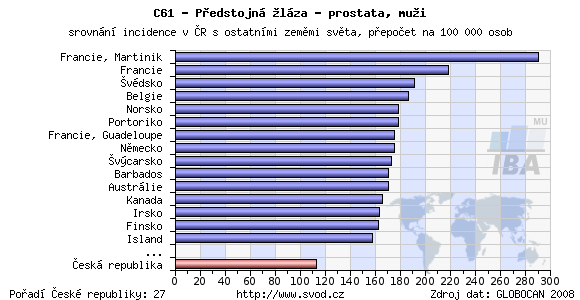 C61 - Předstojná žláza - prostata, muži
srovnání incidence v ČR s ostatními zeměmi světa, přepočet na 100 000 osob
Francie, Martinik
Francie
Švédsko
Belgie
Norsko
Portoriko
Francie, Guadeloupe
Německo
Švýcarsko
Barbados
Austrálie
Kanada
Irsko
Finsko
Island
...
Česká republika
MU
IBA
0 20 40 60 80 100 120 140 160 180 200 220 240 260 280 300
Pořadí České republiky: 27 http://www.svod.cz Zdroj dat: GLOBOCAN 2008